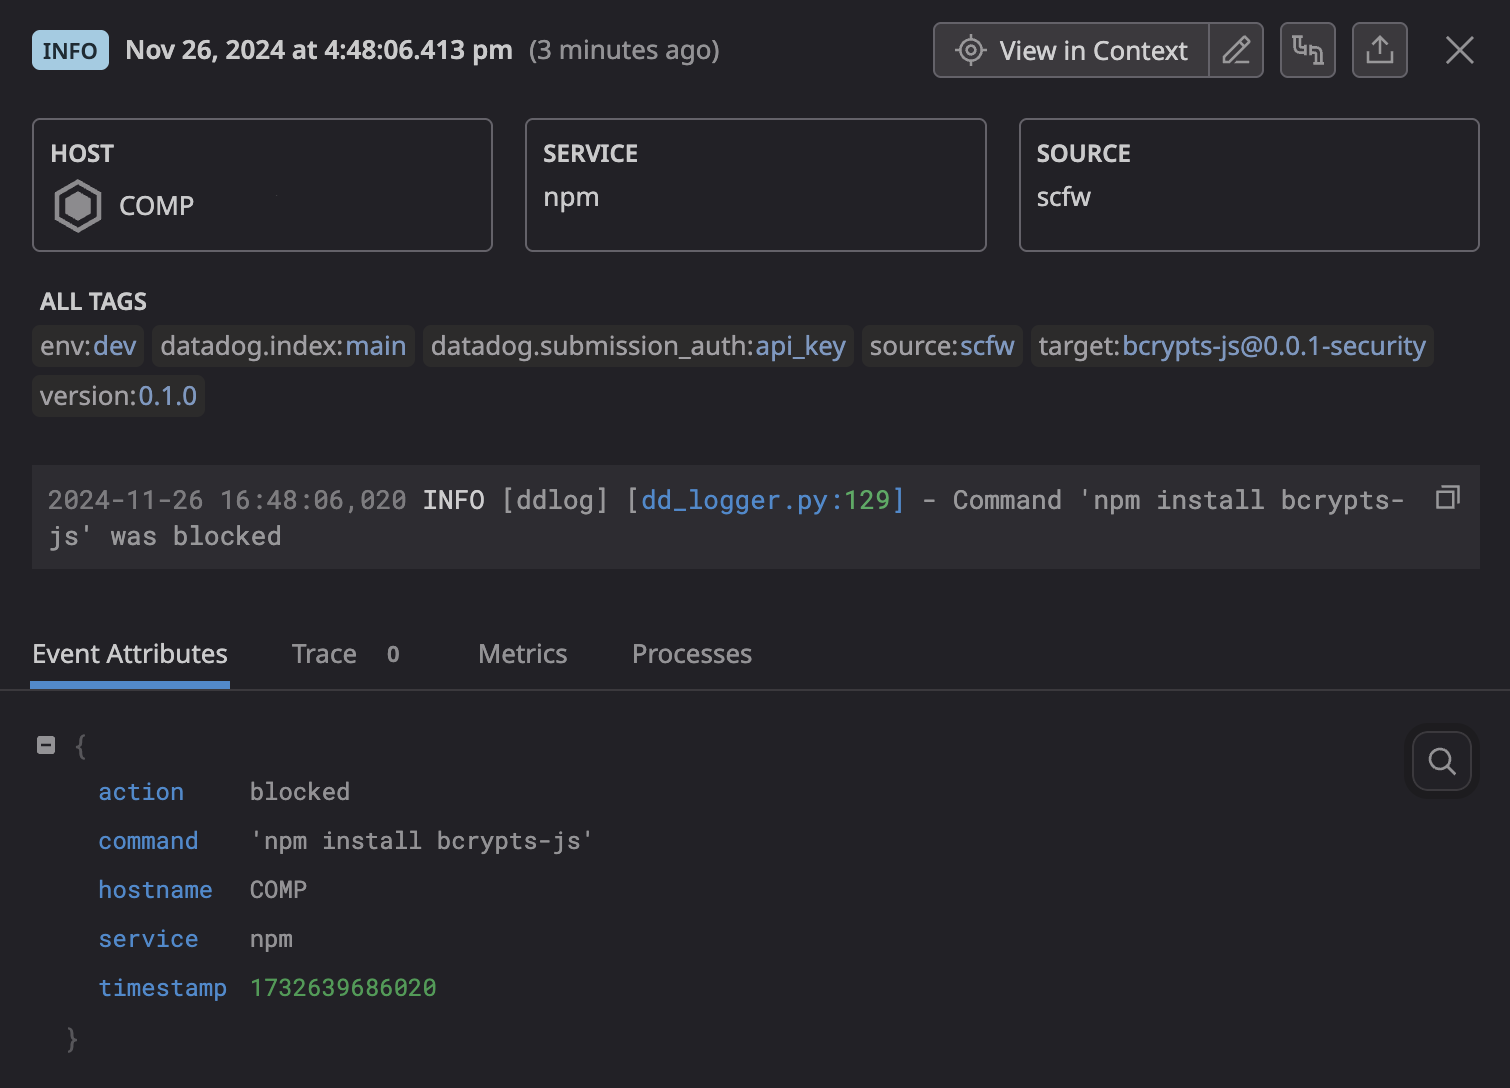 INFO Nov 26, 2024 at 4:48:06.413 pm (3 minutes ago) View in Context
HOST
COMP
SERVICE
npm
SOURCE
scfw
ALL TAGS
env:dev datadog.index:main datadog.submission_auth:api_key source:scfw target:bcrypts-js@0.0.1-security
version:0.1.0
2024-11-26 16:48:06,020 INFO [ddlog] [dd_logger.py:129] - Command 'npm install bcrypts-
js' was blocked
Event Attributes Trace 0 Metrics Processes
{
action blocked
command 'npm install bcrypts-js'
hostname COMP
service npm
timestamp 1732639686020
}